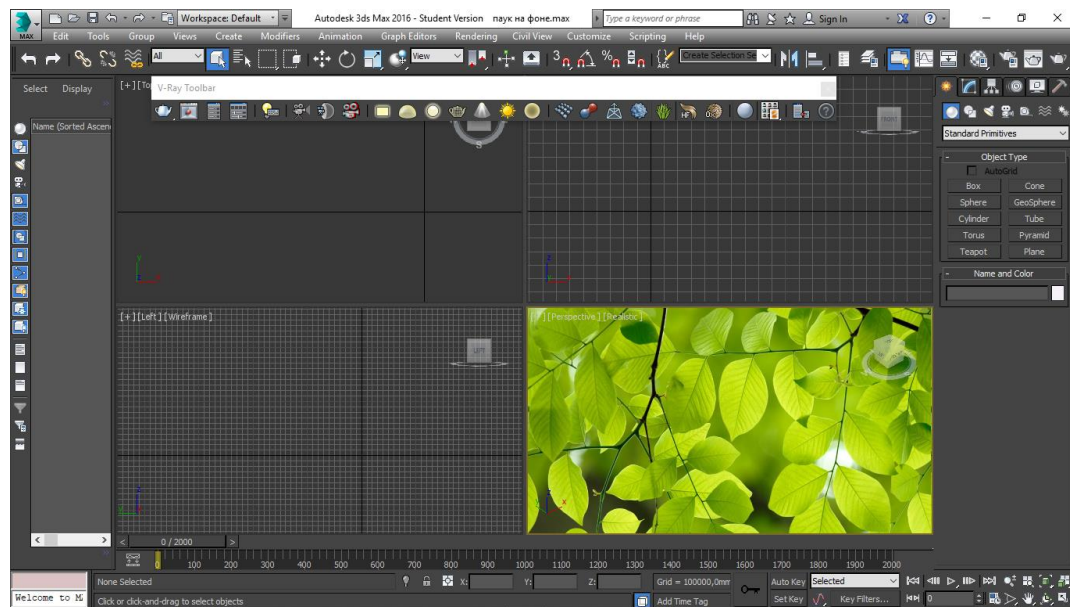 MAX
Workspace: Default
Autodesk 3ds Max 2016 - Student Version паук на фоне.max
Type a keyword or phrase
Sign In
Edit Tools Group Views Create Modifiers Animation Graph Editors Rendering Civil View Customize Scripting Help
All
View
3
%
ABC
Create Selection Se
Select Display
V-Ray Toolbar
Name (Sorted Ascen
S
FRONT
Standard Primitives
- Object Type
AutoGrid
Box Cone
Sphere GeoSphere
Cylinder Tube
Torus Pyramid
Teapot Plane
- Name and Color
[+][Left][Wireframe]
LEFT
[Perspective][Realistic]
< 0 / 2000 >
0 100 200 300 400 500 600 700 800 900 1000 1100 1200 1300 1400 1500 1600 1700 1800 1900 2000
None Selected
X: Y: Z:
Grid = 100000,0mm
Auto Key
Selected
Welcome to M
Click or click-and-drag to select objects
Add Time Tag
Set Key
Key Filters...
0